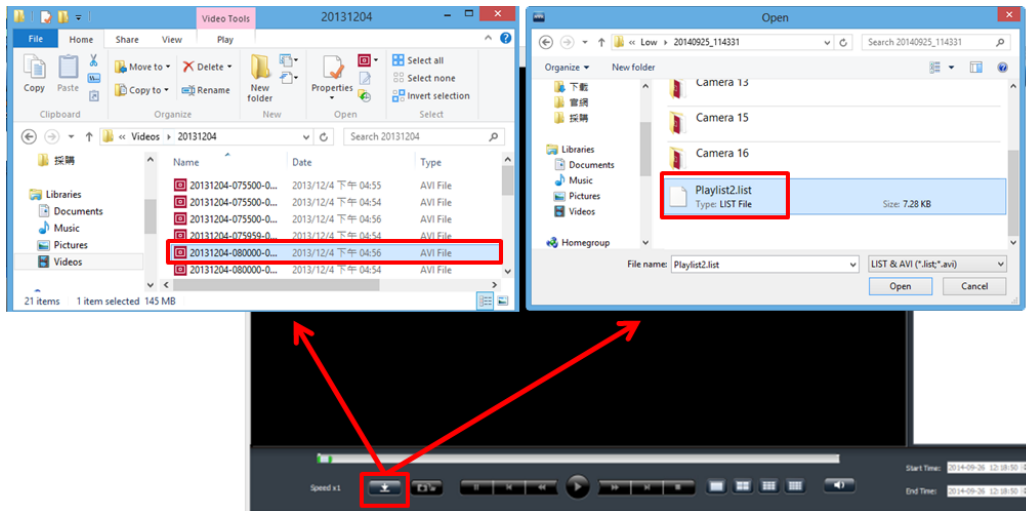 Video Tools
20131204
File
Home
Share
View
Play
Copy
Paste
Move to
Copy to
Delete
Rename
New
folder
Properties
Select all
Select none
Invert selection
Clipboard
Organize
New
Open
Select
« Videos › 20131204
Search 20131204
採購
Libraries
Documents
Music
Pictures
Videos
Name Date Type
20131204-075500-0... 2013/12/4 下午 04:55 AVI File
20131204-075500-0... 2013/12/4 下午 04:54 AVI File
20131204-075500-0... 2013/12/4 下午 04:56 AVI File
20131204-075959-0... 2013/12/4 下午 04:54 AVI File
20131204-080000-0... 2013/12/4 下午 04:56 AVI File
20131204-080000-0... 2013/12/4 下午 04:54 AVI File
21 items 1 item selected 145 MB
Open
« Low › 20140925_114331
Search 20140925_114331
Organize
New folder
下載
官網
採購
Libraries
Documents
Music
Pictures
Videos
Homegroup
Camera 13
Camera 15
Camera 16
Playlist2.list
Type: LIST File
Size: 7.28 KB
File name: Playlist2.list
LIST & AVI (*.list;*.avi)
Open
Cancel
Speed x1
Start Time: 2014-09-26 12:18:50
End Time: 2014-09-26 12:18:50